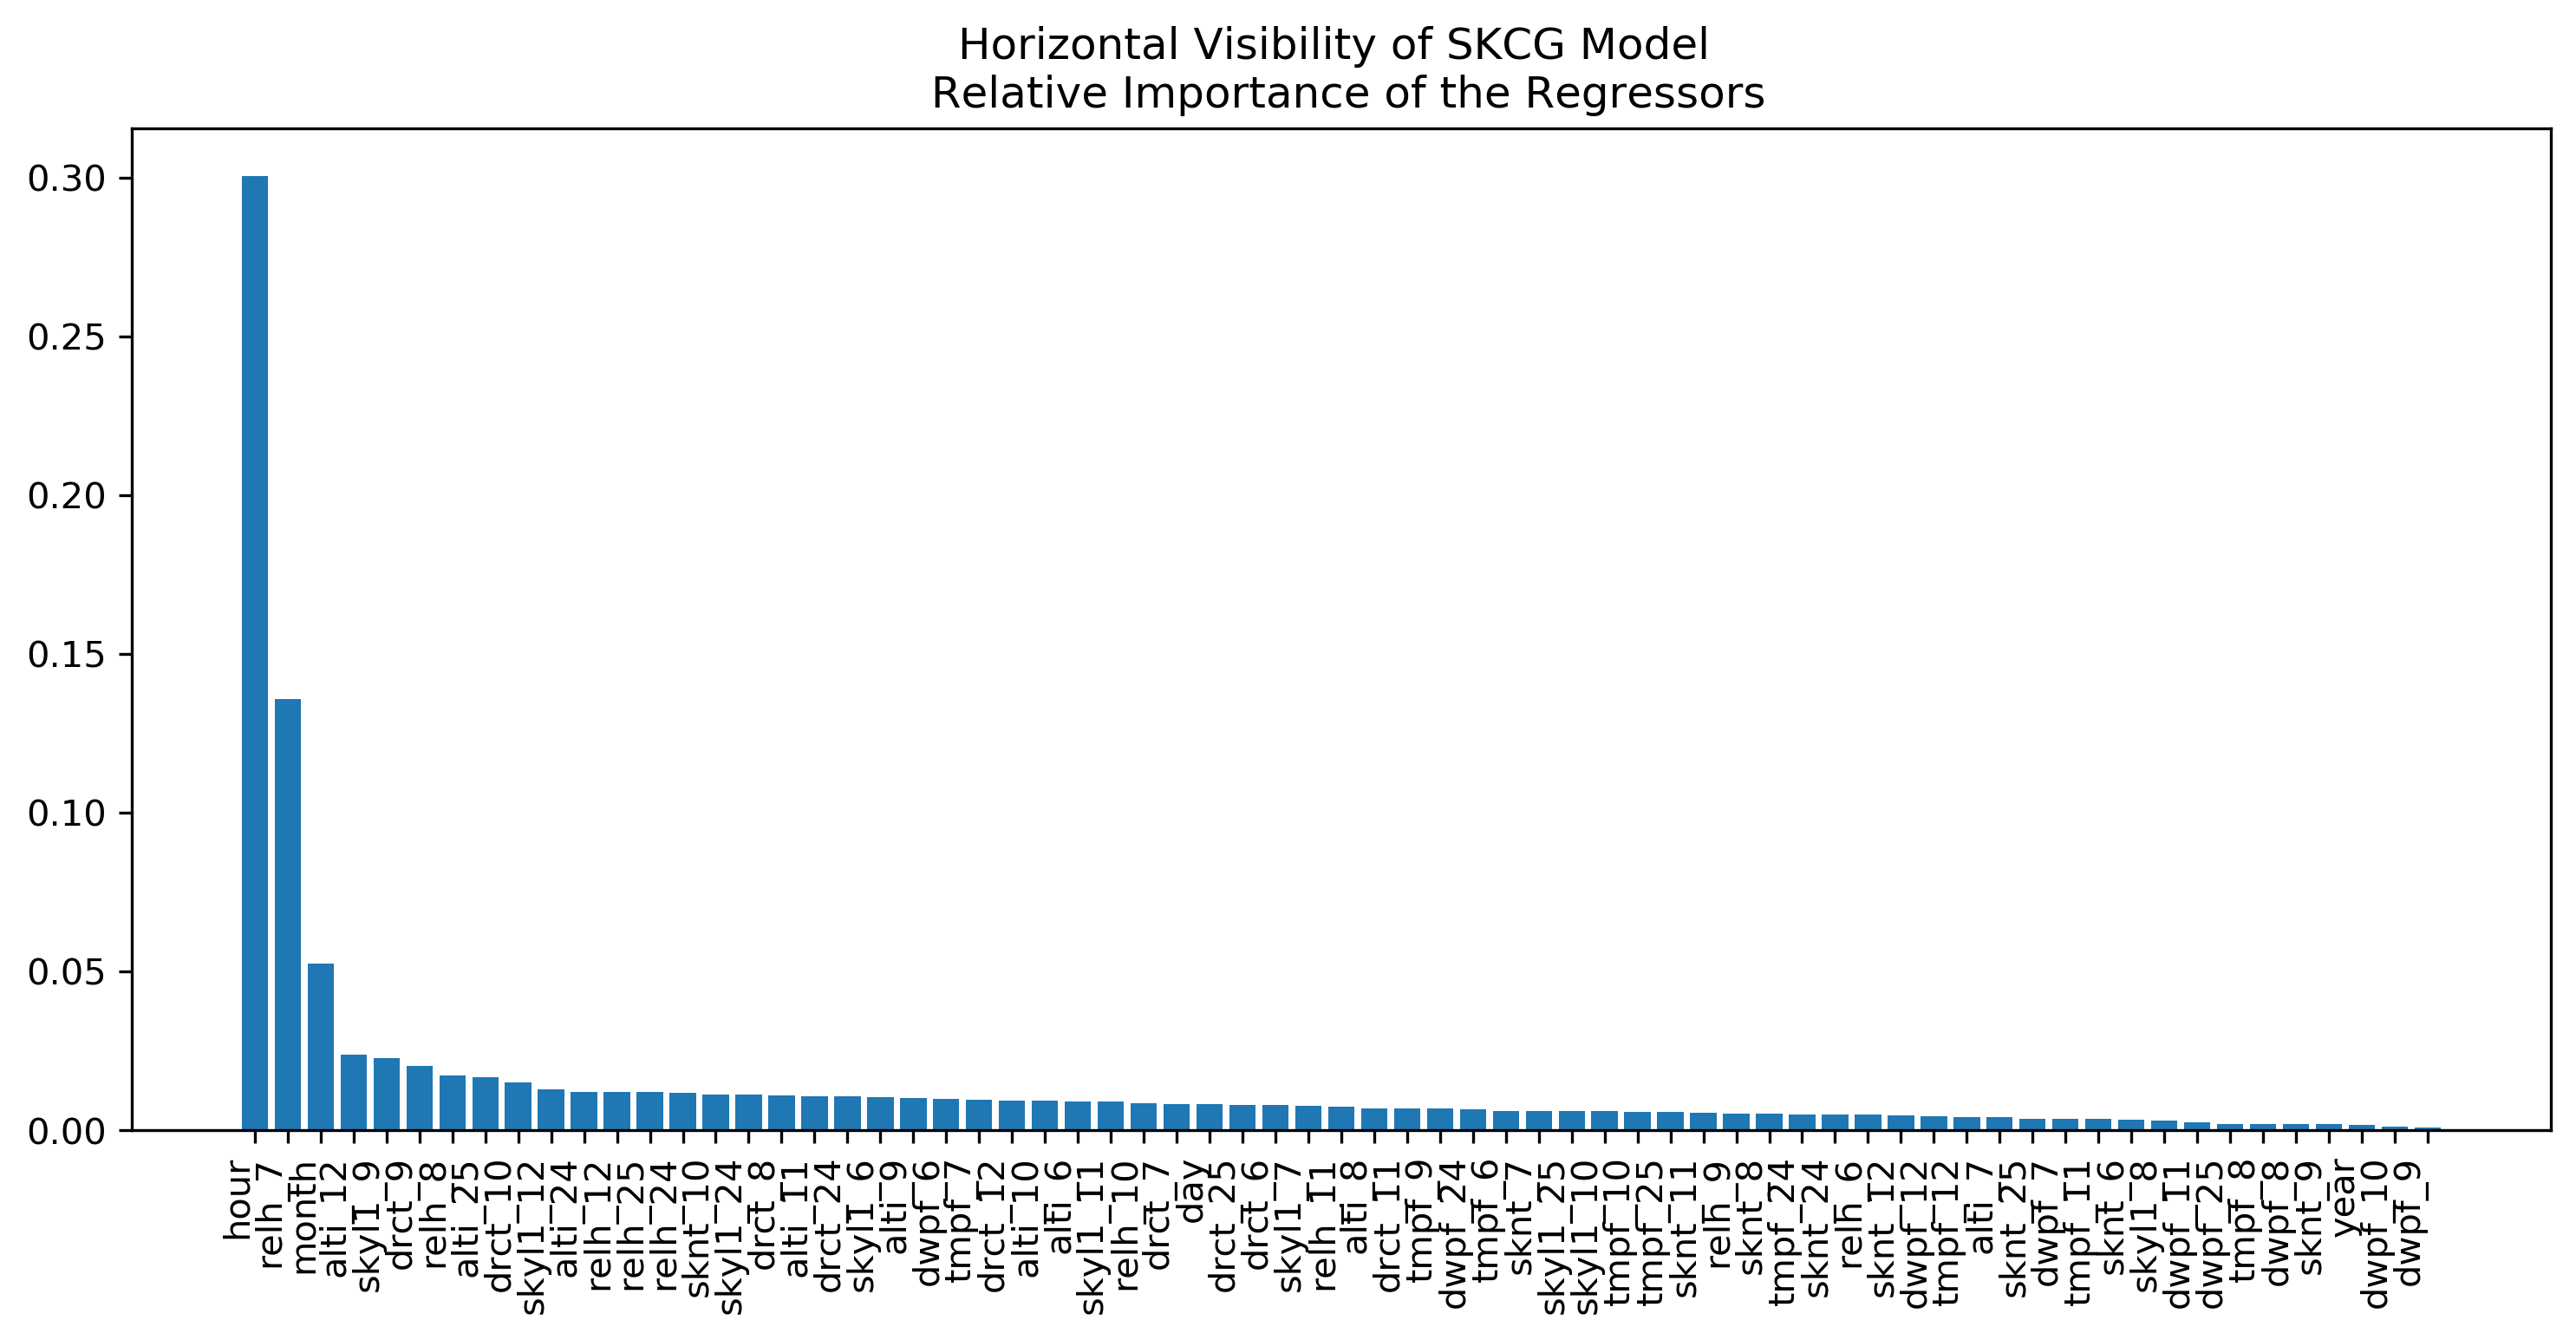 Horizontal Visibility of SKCG Model
Relative Importance of the Regressors
0.30
0.25
0.20
0.15
0.10
0.05
0.00
hour
relh_7
month
alti_12
skyl1_9
drct_9
relh_8
alti_25
drct_10
skyl1_12
alti_24
relh_12
relh_25
relh_24
sknt_10
skyl1_24
drct_8
alti_11
drct_24
skyl1_6
alti_9
dwpf_6
tmpf_7
drct_12
alti_10
alti_6
skyl1_11
relh_10
drct_7
day
drct_25
drct_6
skyl1_7
relh_11
alti_8
drct_11
tmpf_9
dwpf_24
tmpf_6
sknt_7
skyl1_25
skyl1_10
tmpf_10
tmpf_25
sknt_11
relh_9
sknt_8
tmpf_24
sknt_24
relh_6
sknt_12
dwpf_12
tmpf_12
alti_7
sknt_25
dwpf_7
tmpf_11
sknt_6
skyl1_8
dwpf_11
dwpf_25
tmpf_8
dwpf_8
sknt_9
year
dwpf_10
dwpf_9